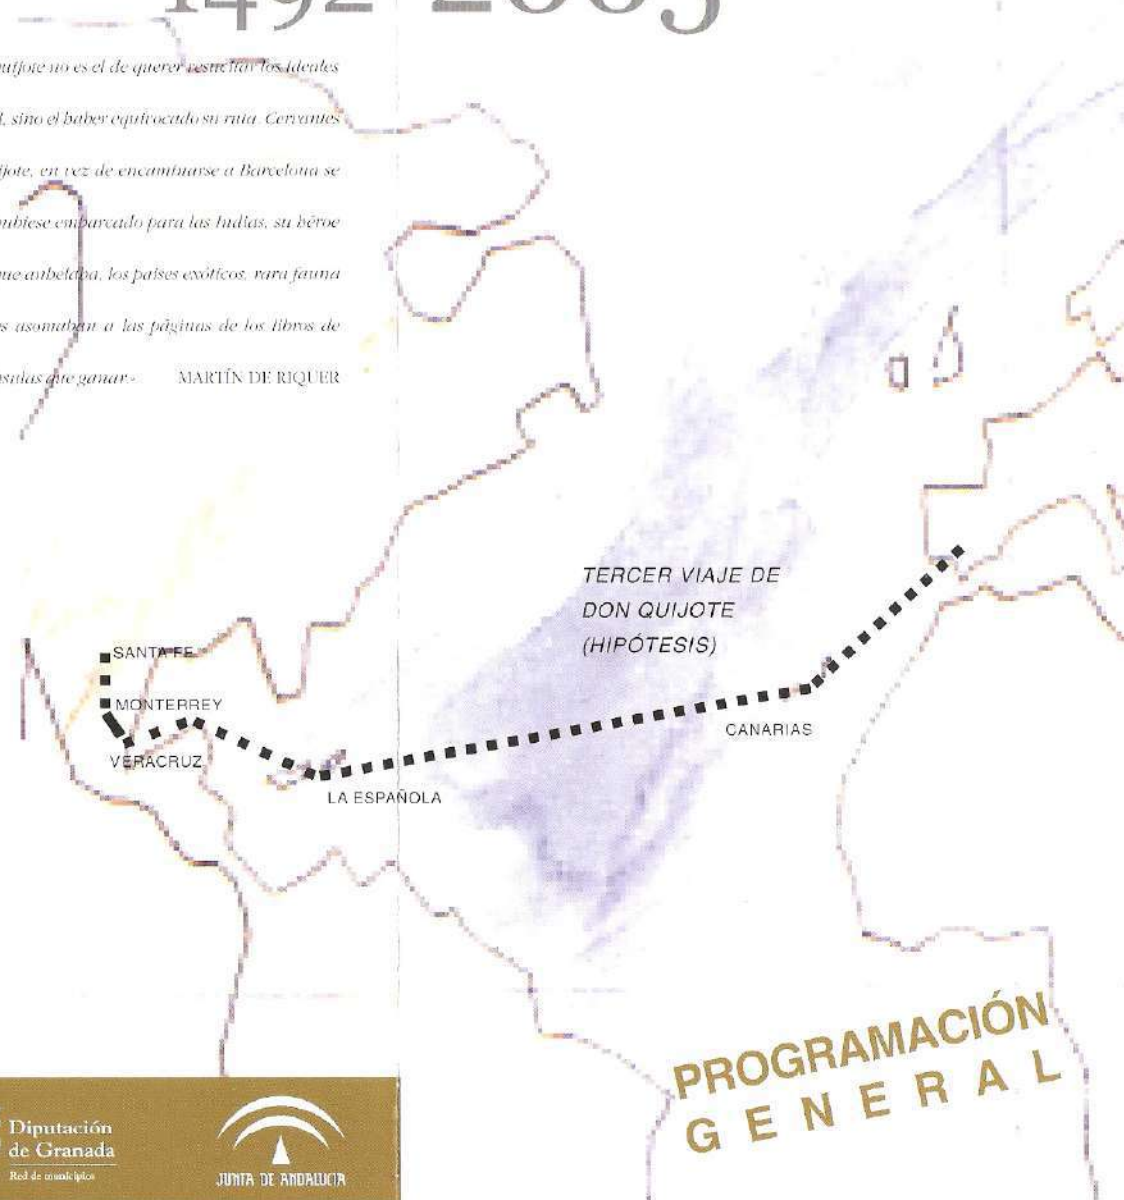 1492-2005
uijote no es el de querer resucitar los ideales
l, sino el haber equivocado su ruta. Cervantes
ijote, en vez de encaminarse a Barcelona se
hubiese embarcado para las Indias, su héroe
que anhelaba, los países exóticos, rara fauna
s asomaban a las páginas de los libros de
ínsulas que ganar.» MARTÍN DE RIQUER
TERCER VIAJE DE
DON QUIJOTE
(HIPÓTESIS)
SANTA FE
MONTERREY
VERACRUZ
CANARIAS
LA ESPAÑOLA
PROGRAMACIÓN
GENERAL
Diputación
de Granada
Red de municipios
JUNTA DE ANDALUCIA